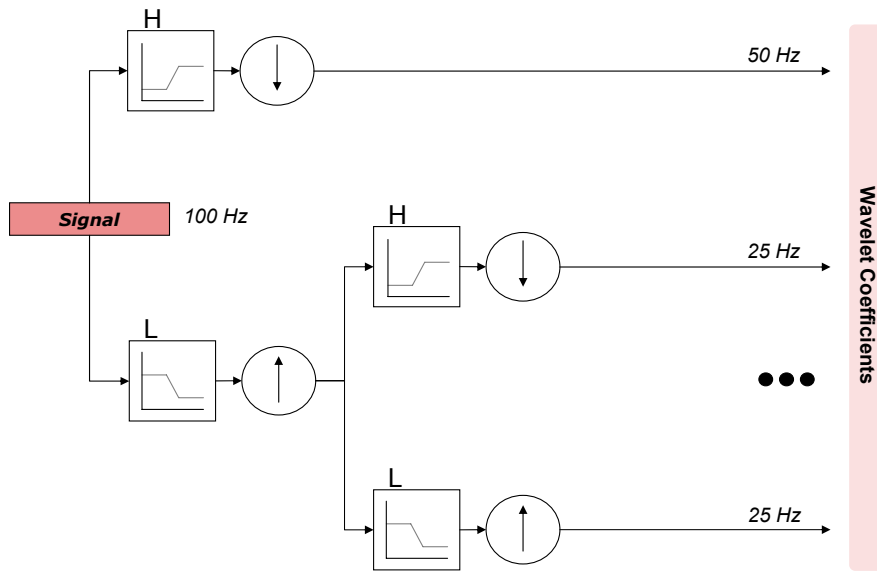 H
50 Hz
Signal
100 Hz
H
25 Hz
L
Wavelet Coefficients
L
25 Hz